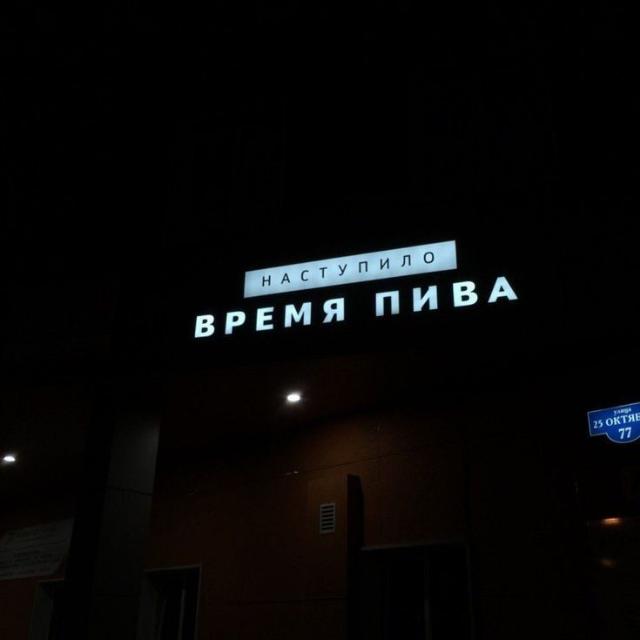 НАСТУПИЛО
ВРЕМЯ ПИВА
улица
25 ОКТЯБ
77